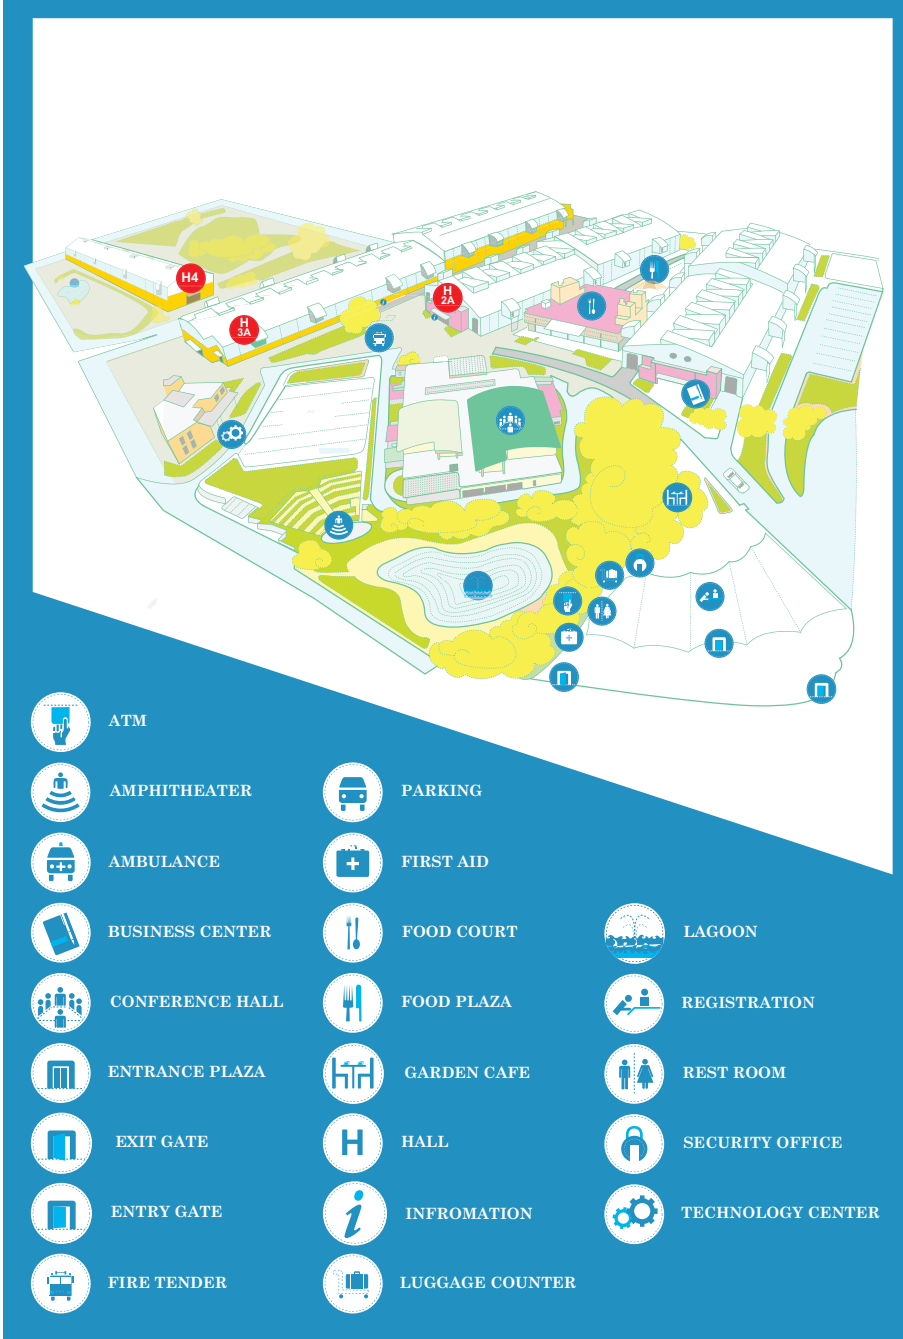 H4
H
3A
H
2A
ATM
AMPHITHEATER
PARKING
AMBULANCE
FIRST AID
BUSINESS CENTER
FOOD COURT
LAGOON
CONFERENCE HALL
FOOD PLAZA
REGISTRATION
ENTRANCE PLAZA
GARDEN CAFE
REST ROOM
EXIT GATE
H
HALL
SECURITY OFFICE
ENTRY GATE
i
INFROMATION
TECHNOLOGY CENTER
FIRE TENDER
LUGGAGE COUNTER